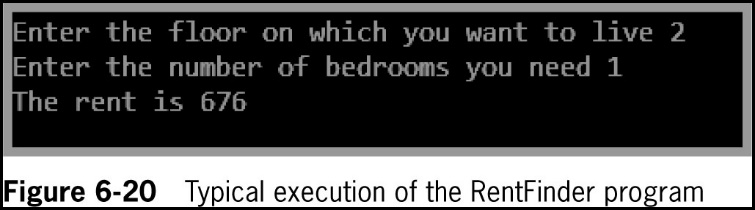 Enter the floor on which you want to live 2
Enter the number of bedrooms you need 1
The rent is 676
Figure 6-20 Typical execution of the RentFinder program